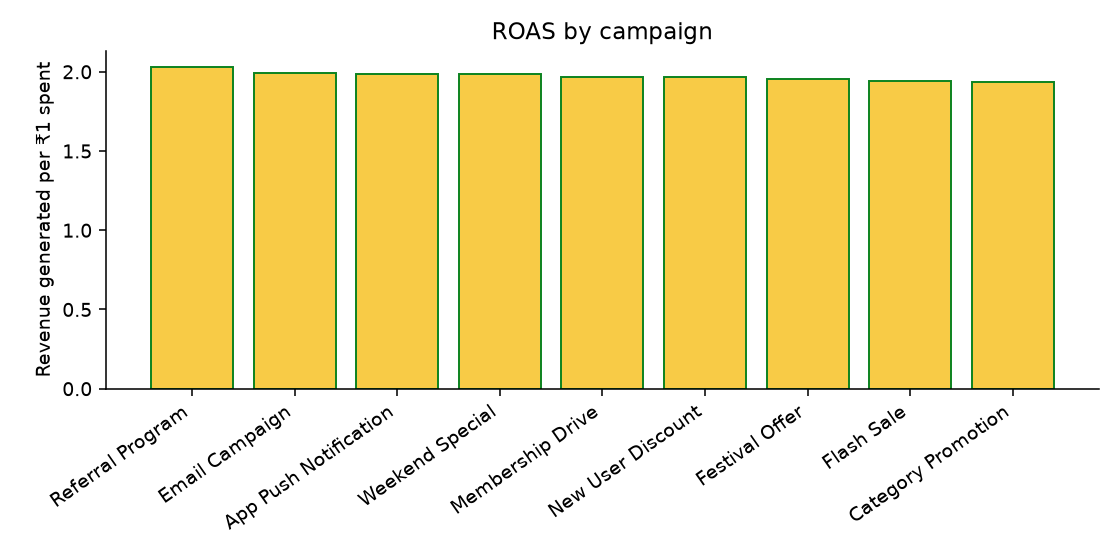 ROAS by campaign
Revenue generated per ₹1 spent
2.0
1.5
1.0
0.5
0.0
Referral Program
Email Campaign
App Push Notification
Weekend Special
Membership Drive
New User Discount
Festival Offer
Flash Sale
Category Promotion